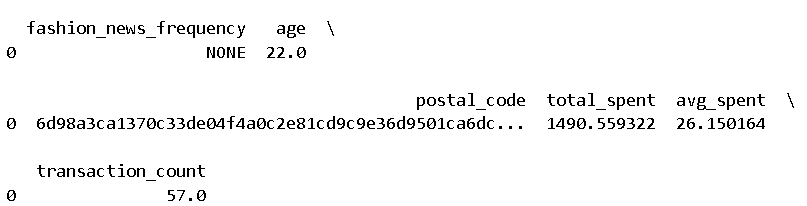 fashion_news_frequency age \
0 NONE 22.0
postal_code total_spent avg_spent \
0 6d98a3ca1370c33de04f4a0c2e81cd9c9e36d9501ca6dc... 1490.559322 26.150164
transaction_count
0 57.0